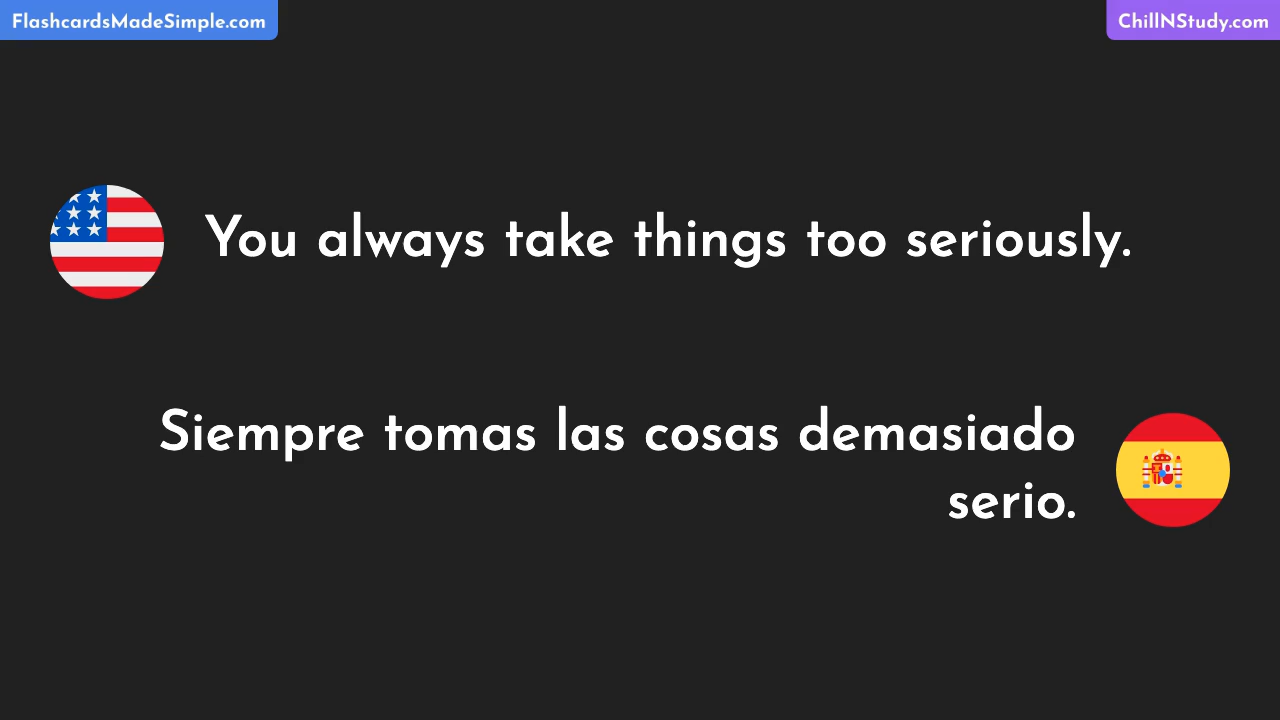 FlashcardsMadeSimple.com
ChillNStudy.com
You always take things too seriously.
Siempre tomas las cosas demasiado
serio.